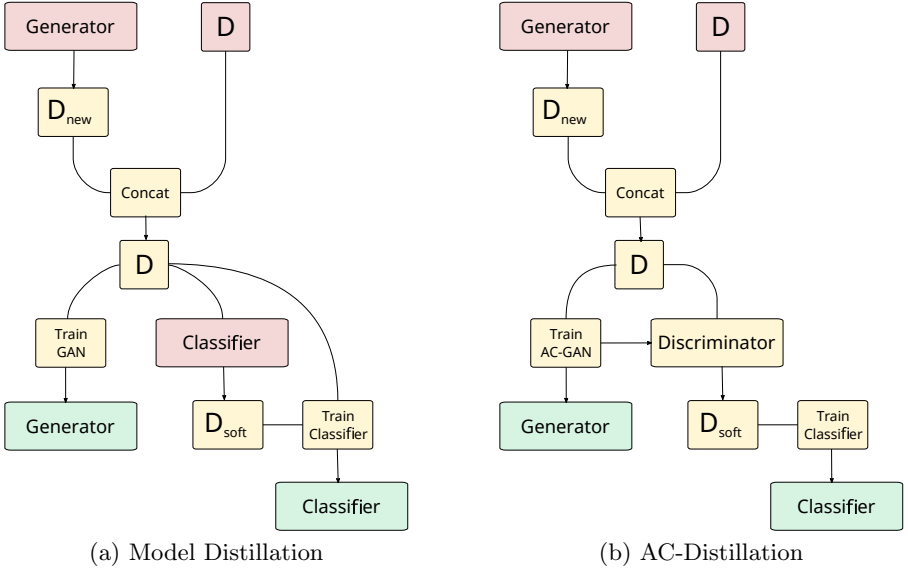 Generator
D
D new
Concat
D
Train
GAN
Classifier
Generator
D soft
Train
Classifier
Classifier
(a) Model Distillation
Generator
D
D new
Concat
D
Train
AC-GAN
Discriminator
Generator
D soft
Train
Classifier
Classifier
(b) AC-Distillation